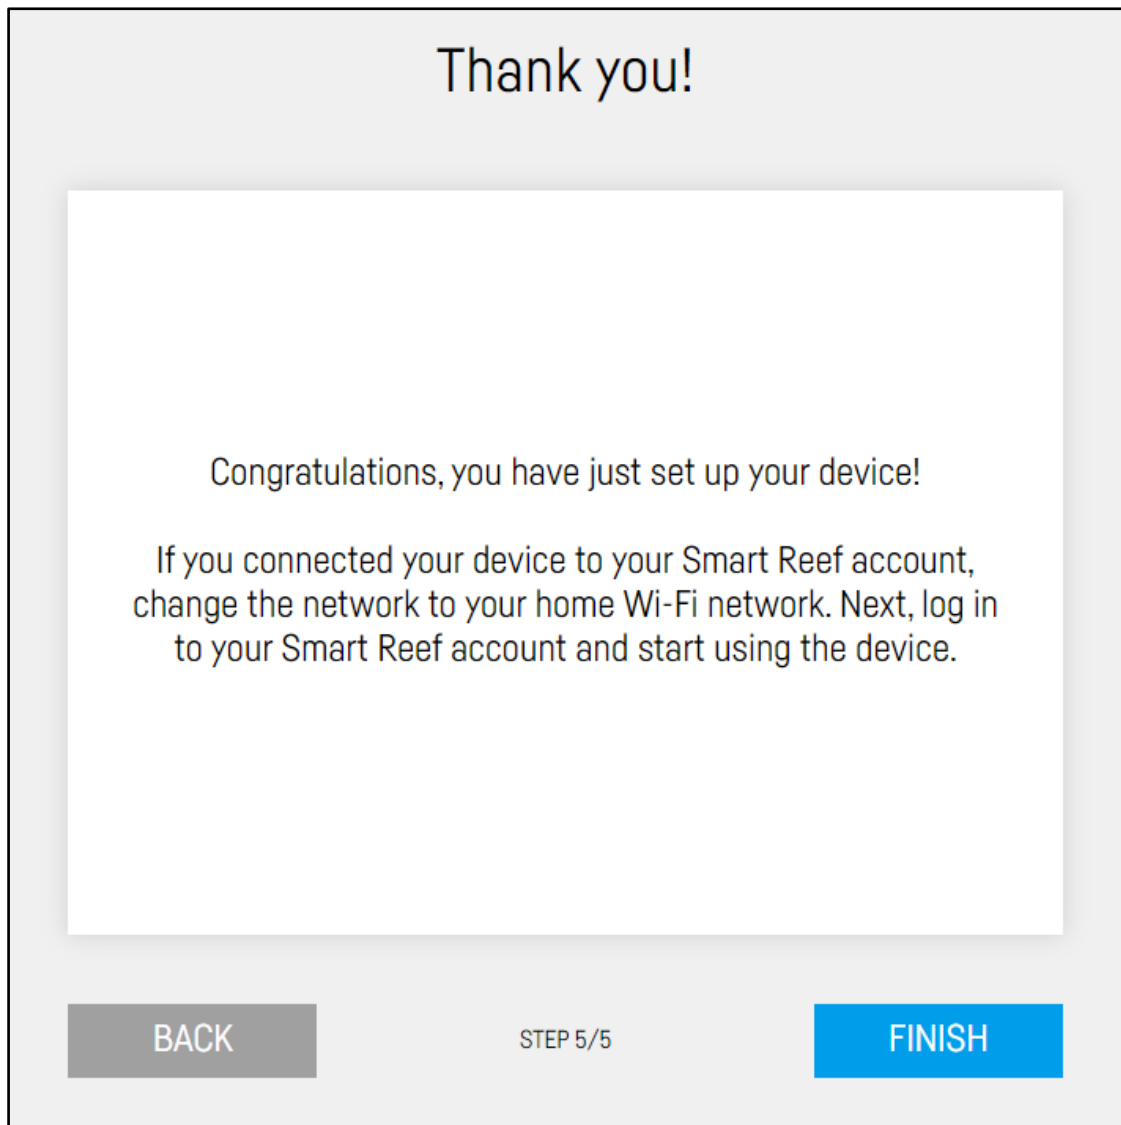 Thank you!
Congratulations, you have just set up your device!
If you connected your device to your Smart Reef account,
change the network to your home Wi-Fi network. Next, log in
to your Smart Reef account and start using the device.
BACK
STEP 5/5
FINISH